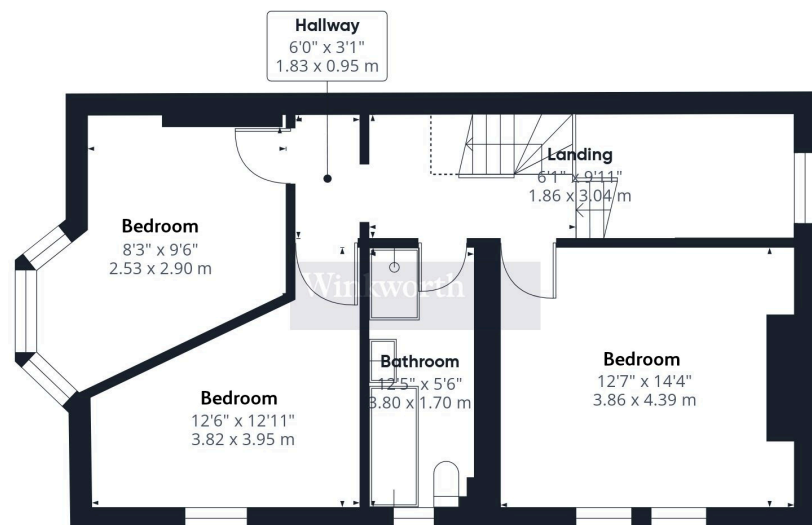 Hallway
6'0" x 3'1"
1.83 x 0.95 m
Landing
6'1" x 9'11"
1.86 x 3.04 m
Bedroom
8'3" x 9'6"
2.53 x 2.90 m
Winkworth
Bathroom
12'5" x 5'6"
3.80 x 1.70 m
Bedroom
12'7" x 14'4"
3.86 x 4.39 m
Bedroom
12'6" x 12'11"
3.82 x 3.95 m